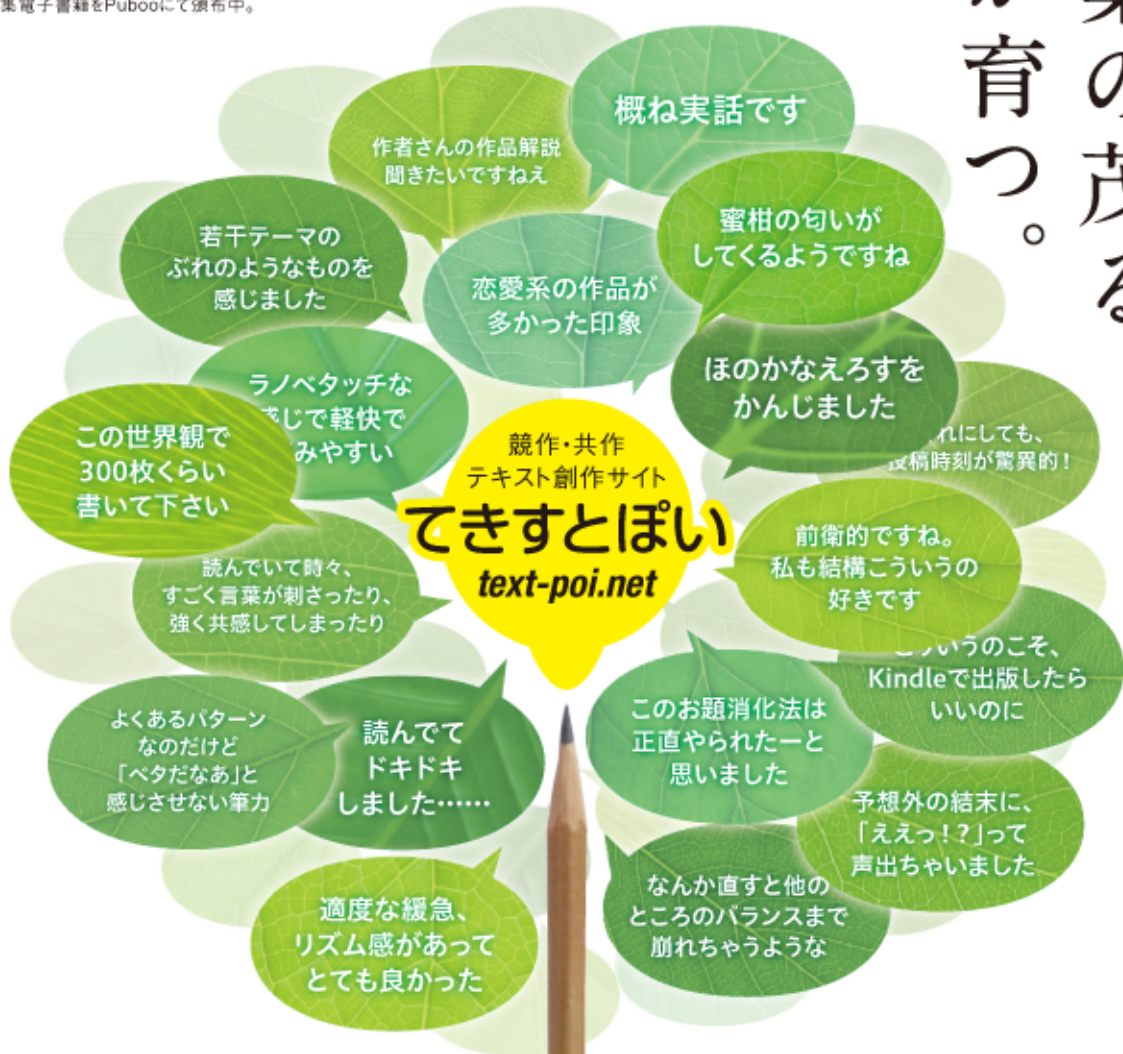 集電子書籍をPubooにて頒布中。
の茂る
育つ。
概ね実話です
作者さんの作品解説
聞きたいですねえ
蜜柑の匂いが
してくるようですね
若干テーマの
ぶれのようなものを
感じました
恋愛系の作品が
多かった印象
ほのかなえろすを
かんじました
ラノベタッチな
感じで軽快で
みやすい
この世界観で
300枚くらい
書いて下さい
れにしても、
投稿時刻が驚異的！
競作・共作
テキスト創作サイト
てきすとぽい
text-poi.net
前衛的ですね。
私も結構こういうの
好きです
読んでいて時々、
すごく言葉が刺さったり、
強く共感してしまったり
こういうのこそ、
Kindleで出版したら
いいのに
このお題消化法は
正直やられたーと
思いました
よくあるパターン
なのだけど
「ベタだなあ」と
感じさせない筆力
読んでて
ドキドキ
しました……
予想外の結末に、
「ええっ！？」って
声出ちゃいました
なんか直すと他の
ところのバランスまで
崩れちゃうような
適度な緩急、
リズム感があって
とても良かった